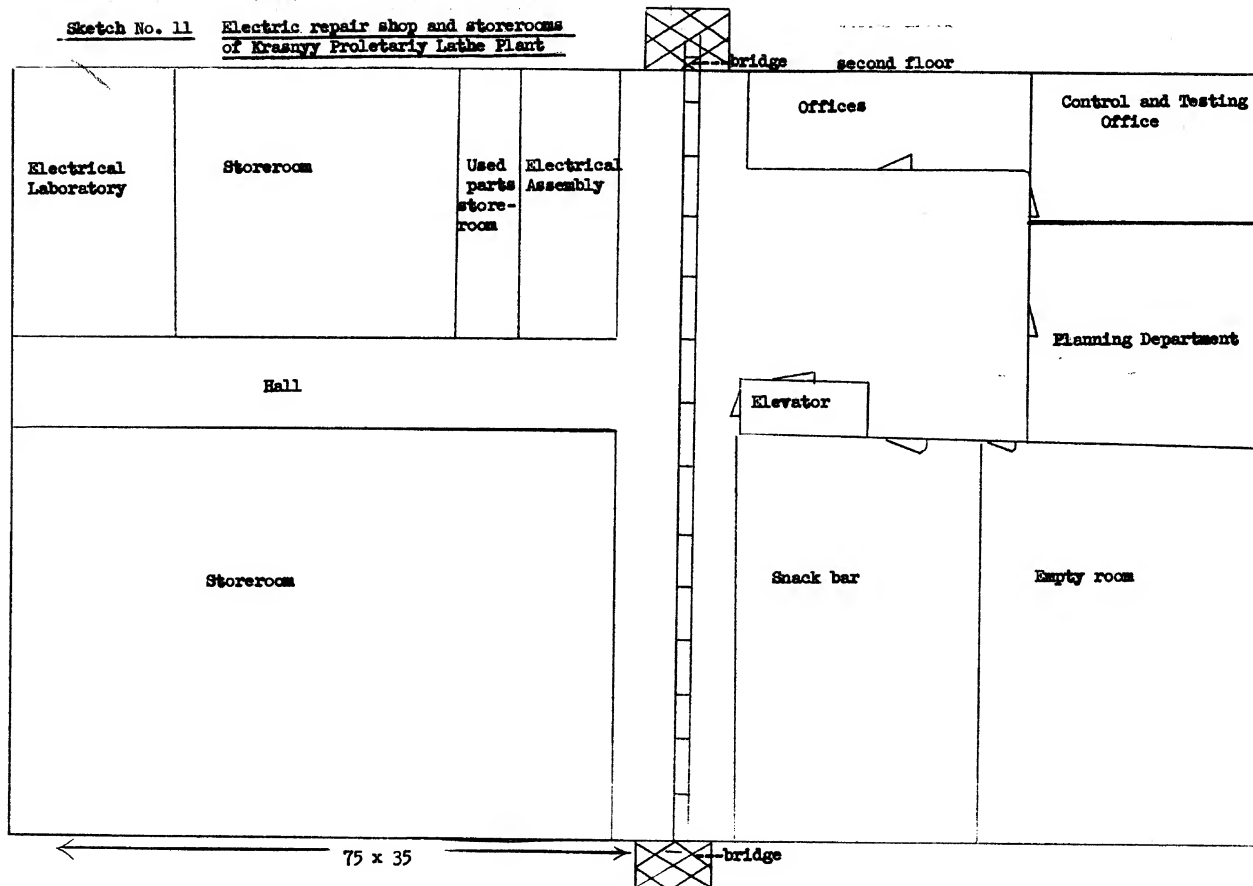 Sketch No. 11 Electric repair shop and storerooms
of Krasnyy Proletariy Lathe Plant
bridge second floor
Offices
Control and Testing
Office
Electrical
Laboratory
Storeroom
Used
parts
store-
room
Electrical
Assembly
Planning Department
Hall
Elevator
Storeroom
Snack bar
Empty room
75 x 35
bridge